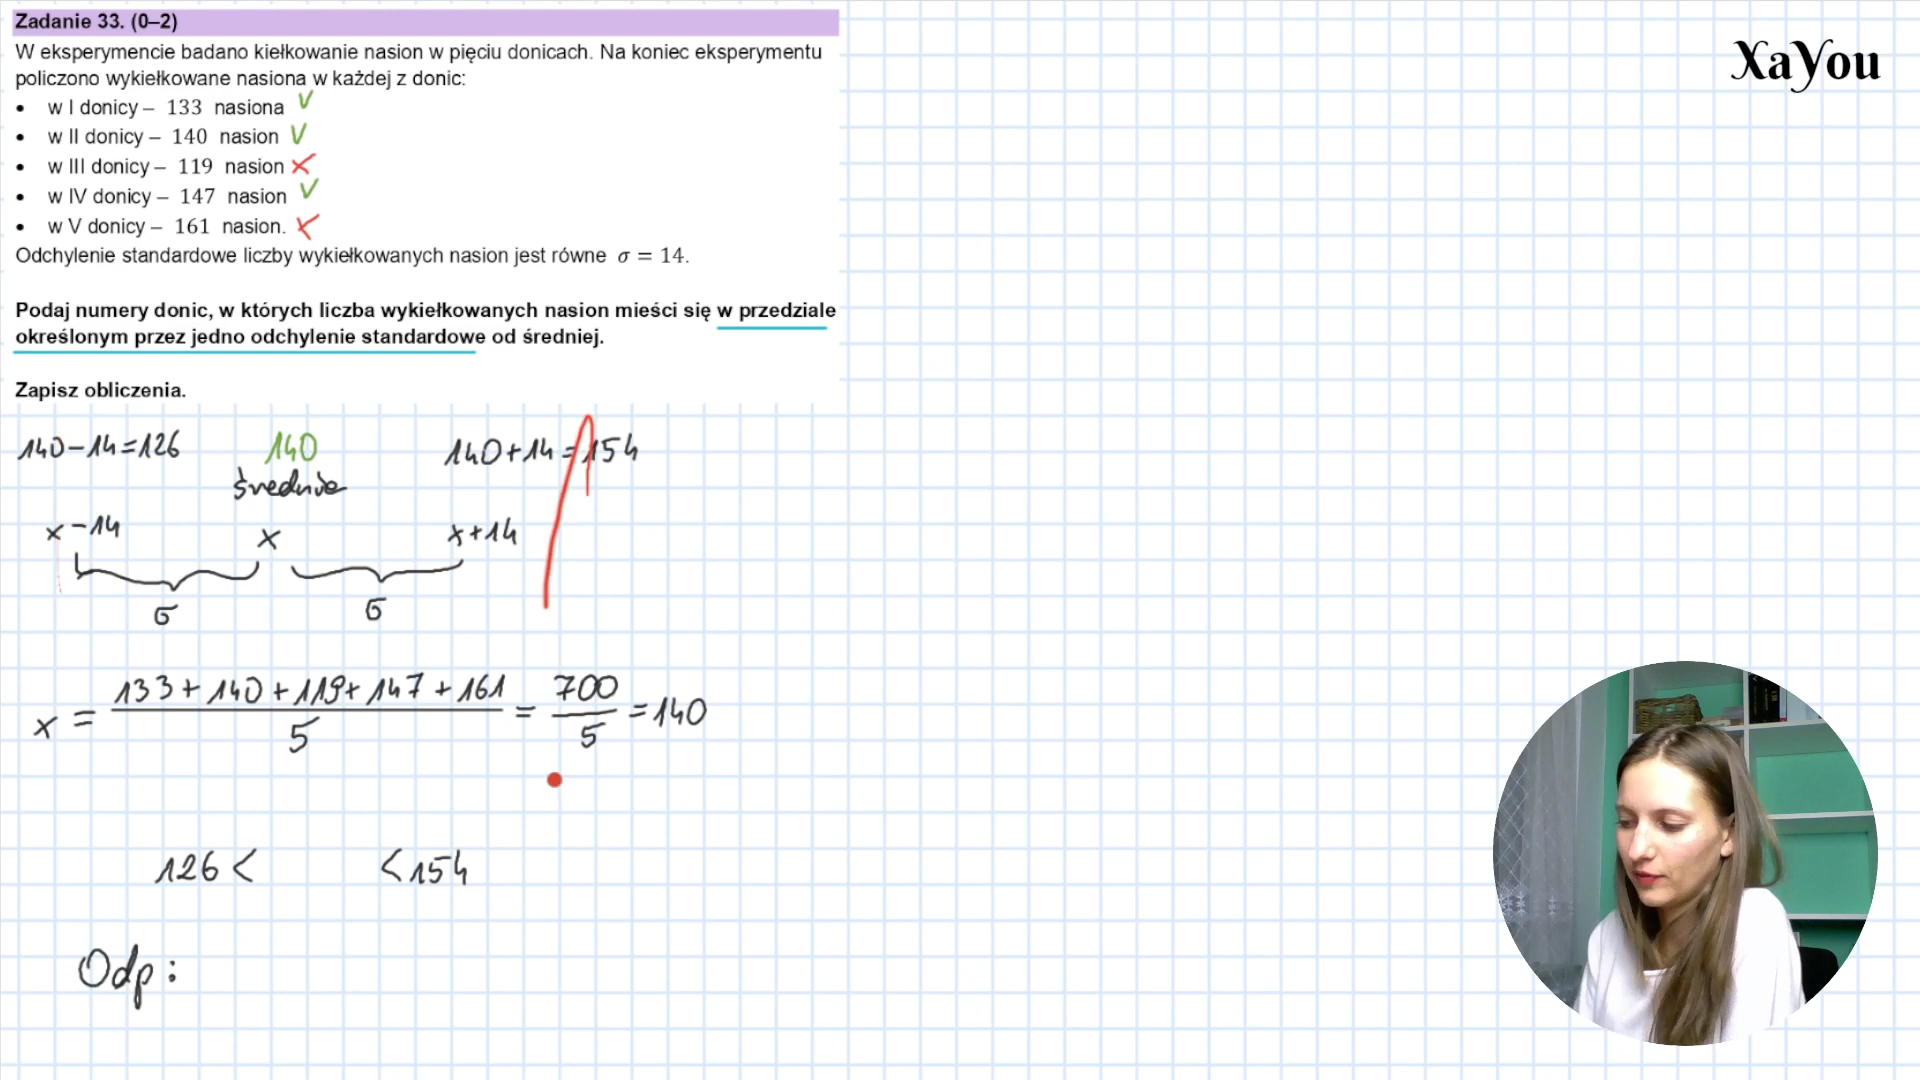 Zadanie 33. (0–2)
W eksperymencie badano kiełkowanie nasion w pięciu donicach. Na koniec eksperymentu
policzono wykiełkowane nasiona w każdej z donic:
• w I donicy – 133 nasiona
• w II donicy – 140 nasion
• w III donicy – 119 nasion
• w IV donicy – 147 nasion
• w V donicy – 161 nasion.
Odchylenie standardowe liczby wykiełkowanych nasion jest równe σ = 14.
Podaj numery donic, w których liczba wykiełkowanych nasion mieści się w przedziale
określonym przez jedno odchylenie standardowe od średniej.
Zapisz obliczenia.
140-14=126 140 140+14=154
średnia
x-14 x x+14
σ σ
x = (133+140+119+147+161)/5 = 700/5 = 140
126 < < 154
Odp:
XaYou